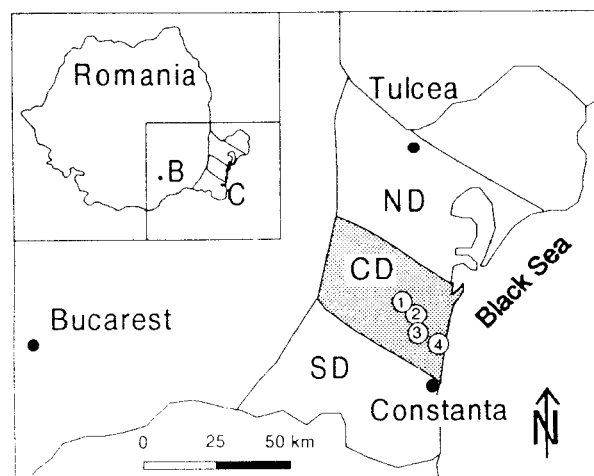 Romania
B
C
Tulcea
ND
CD
Black Sea
1
2
3
4
Bucarest
SD
Constanta
0 25 50 km
N